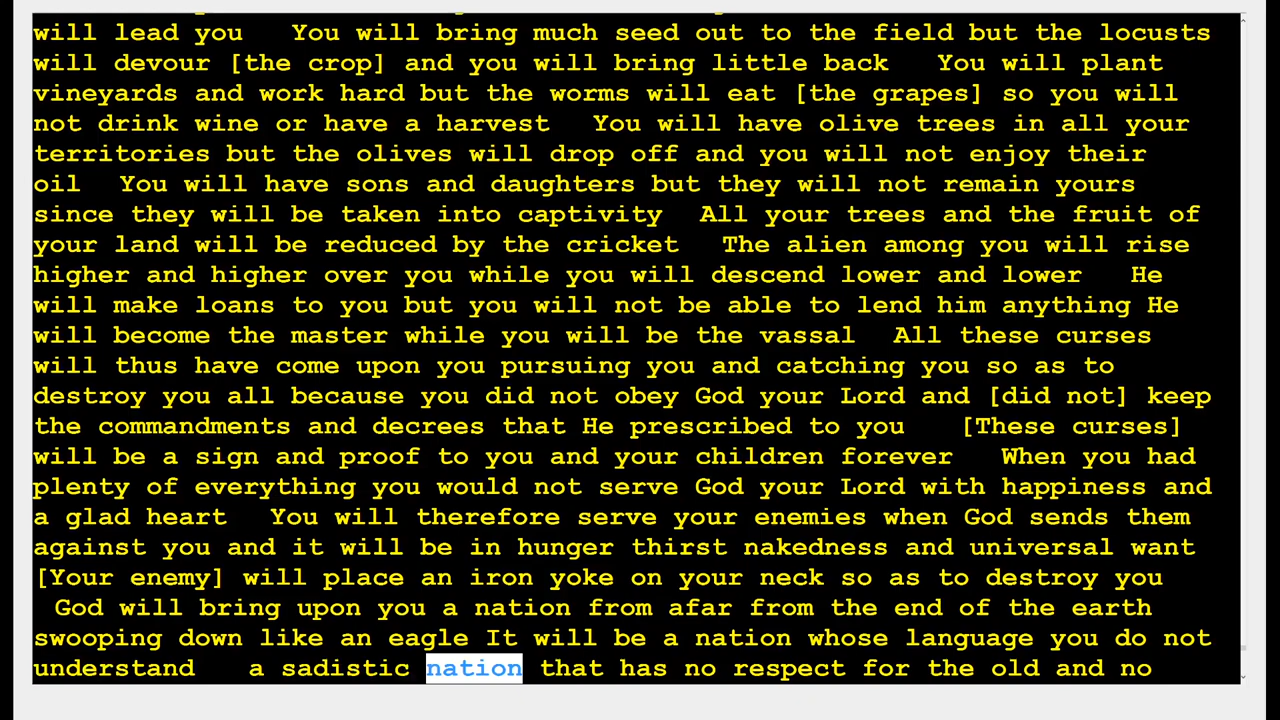 will lead you   You will bring much seed out to the field but the locusts
will devour [the crop] and you will bring little back   You will plant
vineyards and work hard but the worms will eat [the grapes] so you will
not drink wine or have a harvest   You will have olive trees in all your
territories but the olives will drop off and you will not enjoy their
oil   You will have sons and daughters but they will not remain yours
since they will be taken into captivity   All your trees and the fruit of
your land will be reduced by the cricket   The alien among you will rise
higher and higher over you while you will descend lower and lower   He
will make loans to you but you will not be able to lend him anything He
will become the master while you will be the vassal   All these curses
will thus have come upon you pursuing you and catching you so as to
destroy you all because you did not obey God your Lord and [did not] keep
the commandments and decrees that He prescribed to you   [These curses]
will be a sign and proof to you and your children forever   When you had
plenty of everything you would not serve God your Lord with happiness and
a glad heart   You will therefore serve your enemies when God sends them
against you and it will be in hunger thirst nakedness and universal want
[Your enemy] will place an iron yoke on your neck so as to destroy you
God will bring upon you a nation from afar from the end of the earth
swooping down like an eagle It will be a nation whose language you do not
understand   a sadistic nation that has no respect for the old and no